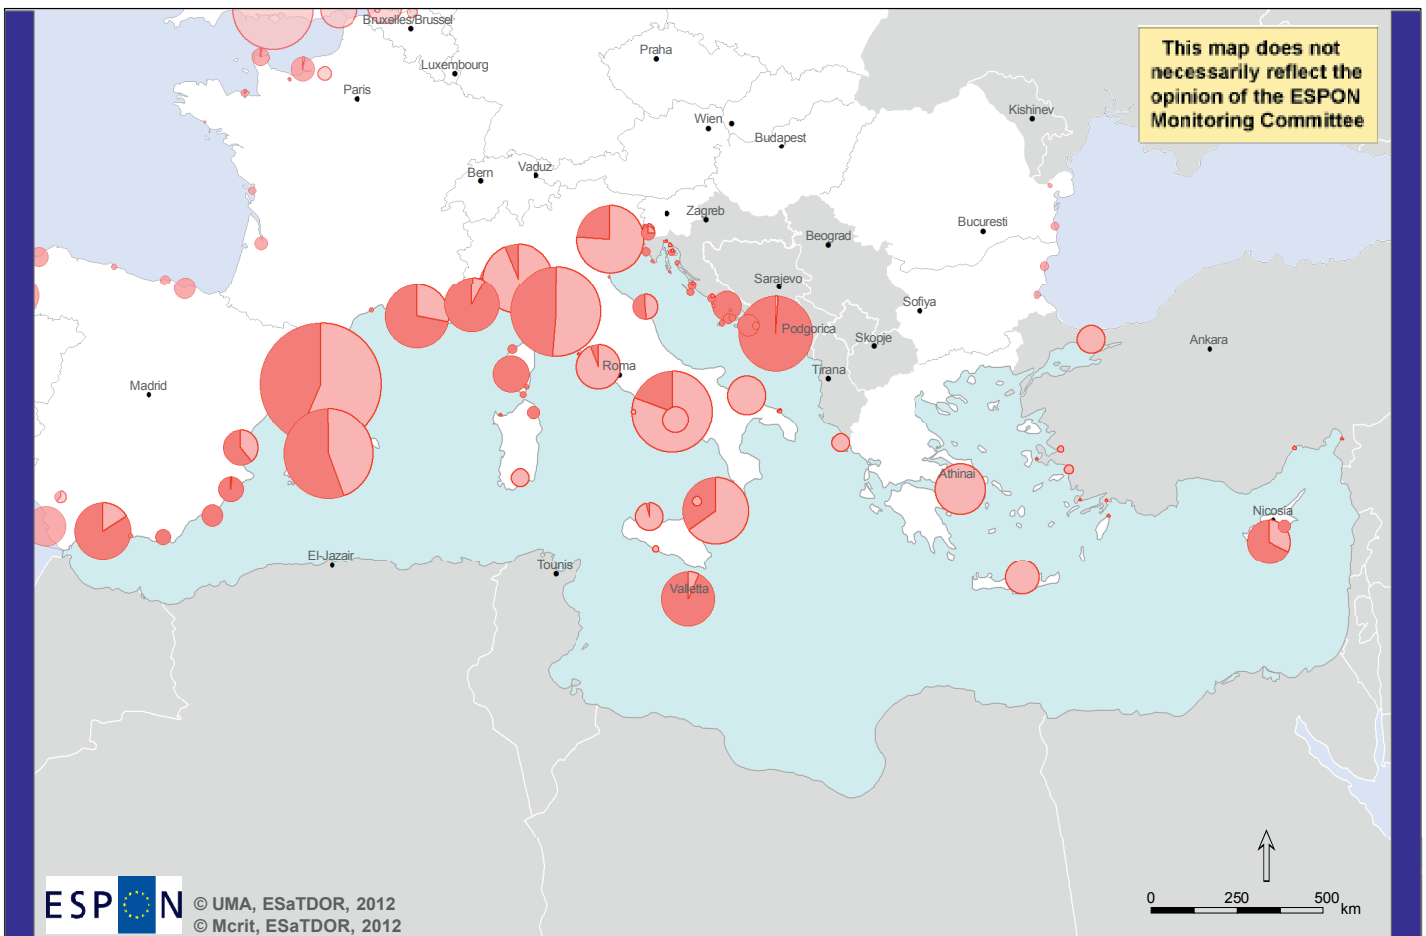 Bruxelles/Brussel
This map does not
necessarily reflect the
opinion of the ESPON
Monitoring Committee
Praha
Luxembourg
Paris
Kishinev
Wien
Budapest
Bern
Vaduz
Zagreb
Bucuresti
Beograd
Sarajevo
Sofiya
Podgorica
Skopje
Ankara
Roma
Tirana
Madrid
Athinai
Nicosia
El-Jazair
Tounis
Valletta
ESPON
© UMA, ESaTDOR, 2012
© Mcrit, ESaTDOR, 2012
0 250 500
km